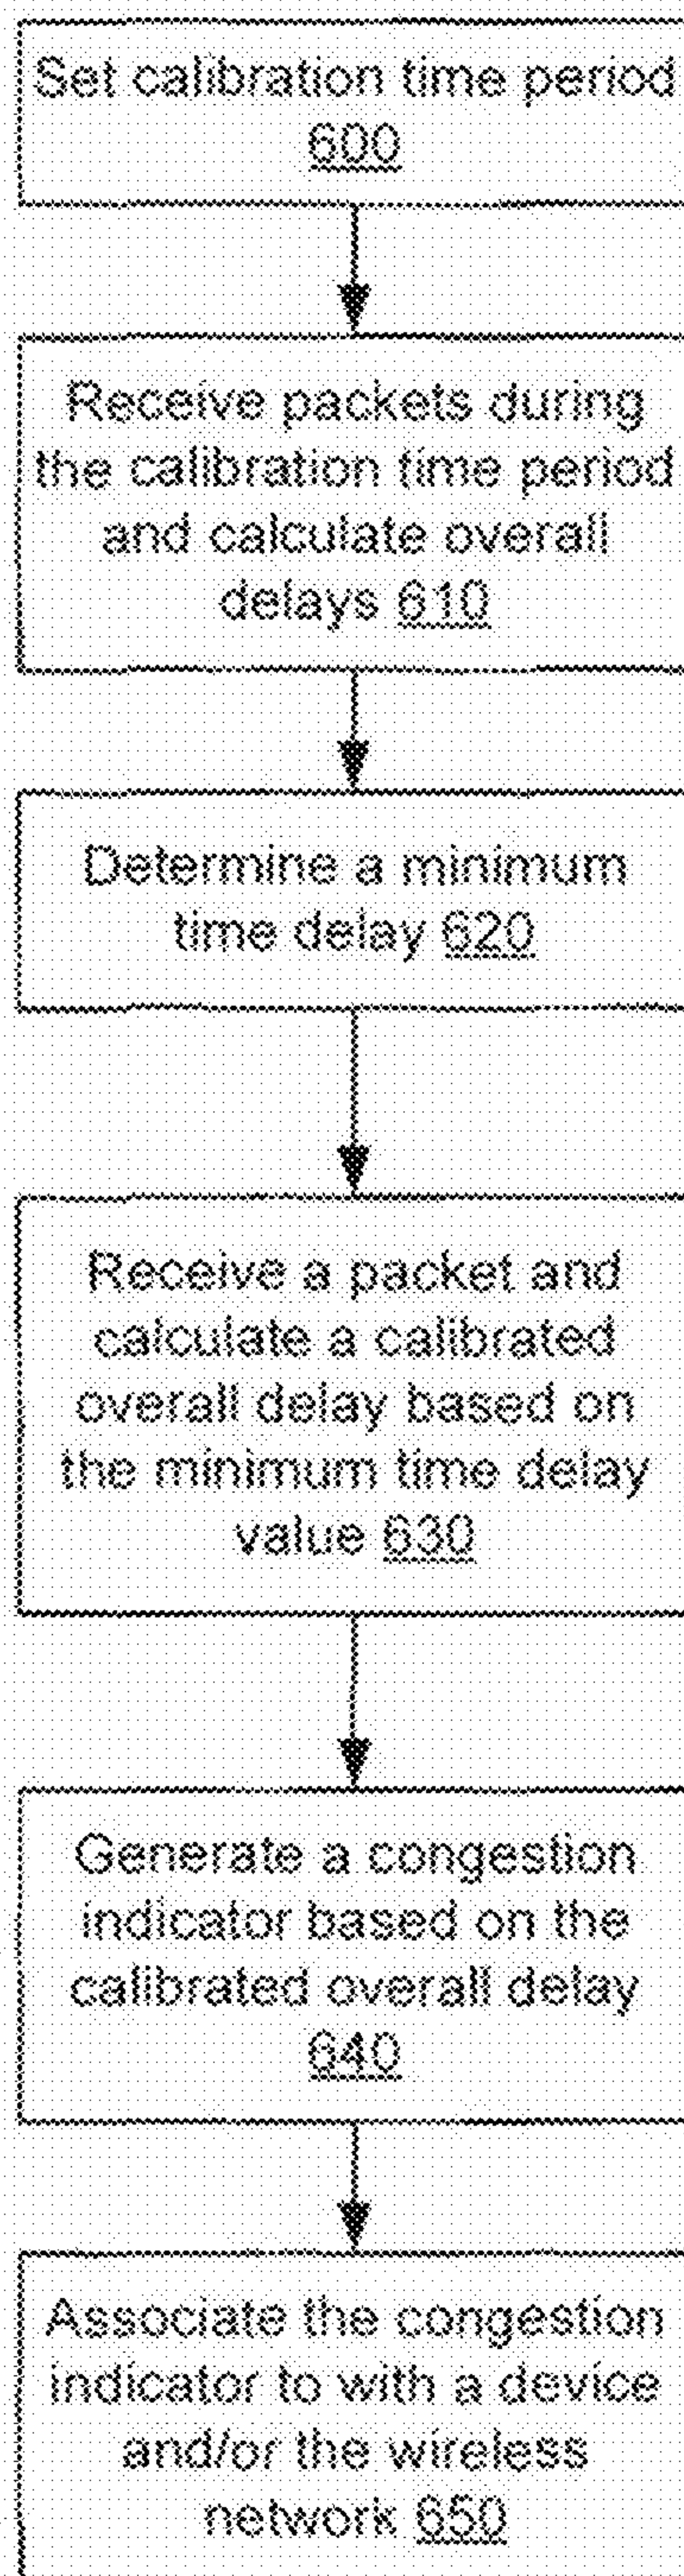 Set calibration time period
600
Receive packets during
the calibration time period
and calculate overall
delays 610
Determine a minimum
time delay 620
Receive a packet and
calculate a calibrated
overall delay based on
the minimum time delay
value 630
Generate a congestion
indicator based on the
calibrated overall delay
640
Associate the congestion
indicator to with a device
and/or the wireless
network 650